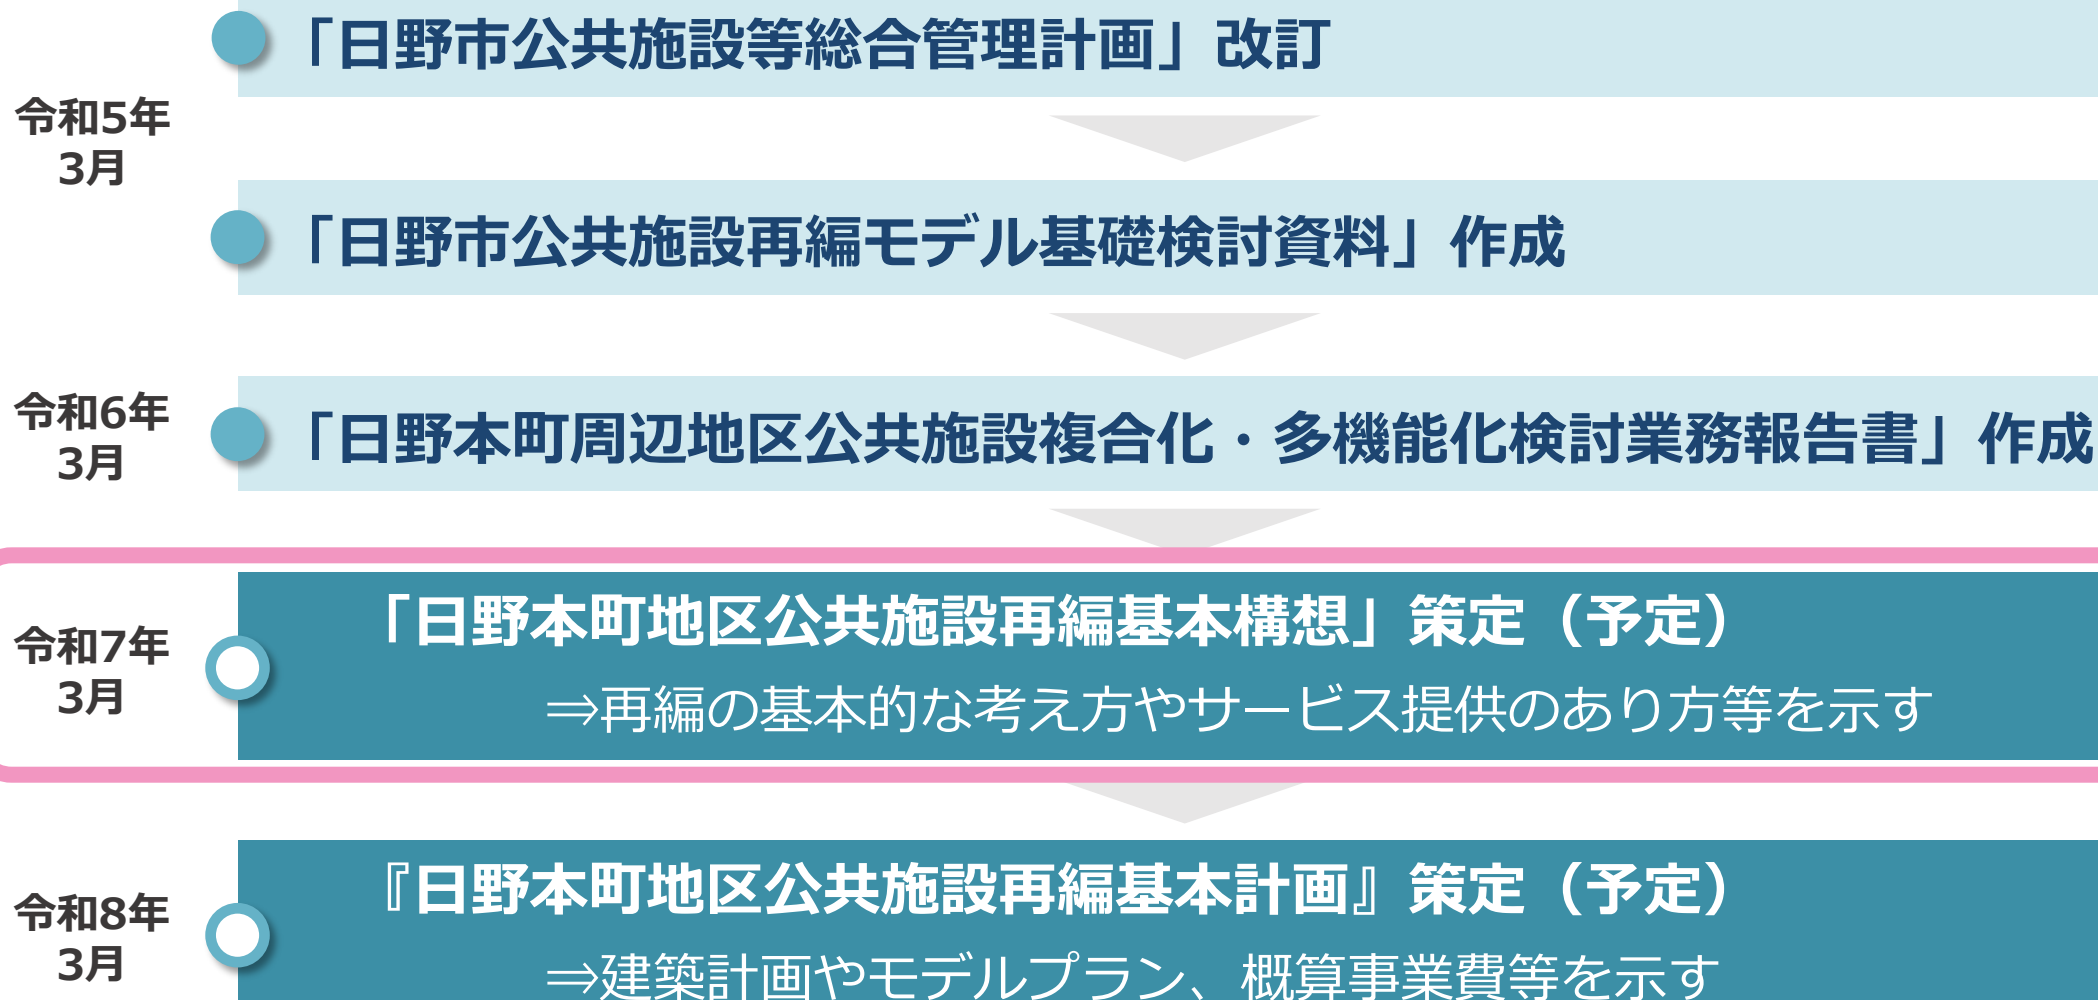 「日野市公共施設等総合管理計画」改訂
令和5年
3月
「日野市公共施設再編モデル基礎検討資料」作成
令和6年
3月
「日野本町周辺地区公共施設複合化・多機能化検討業務報告書」作成
令和7年
3月
「日野本町地区公共施設再編基本構想」策定（予定）
⇒再編の基本的な考え方やサービス提供のあり方等を示す
令和8年
3月
『日野本町地区公共施設再編基本計画』策定（予定）
⇒建築計画やモデルプラン、概算事業費等を示す